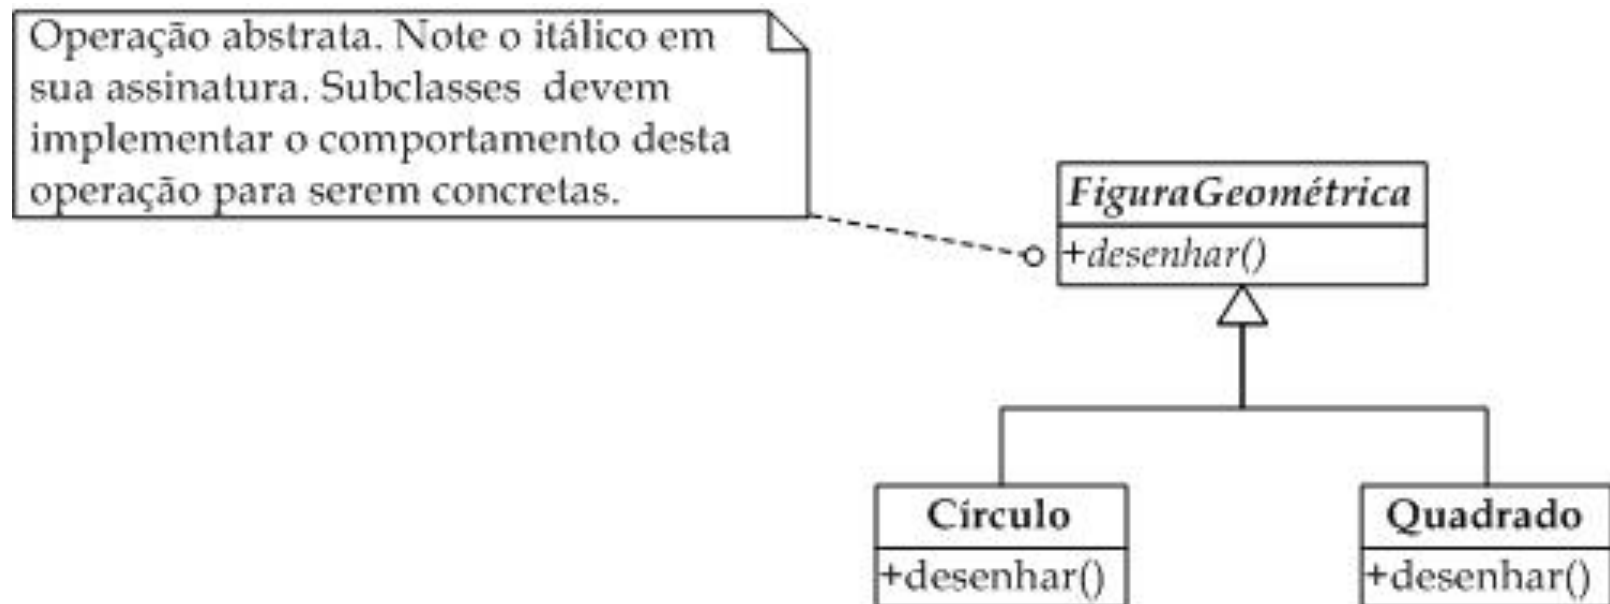 Operação abstrata. Note o itálico em
sua assinatura. Subclasses devem
implementar o comportamento desta
operação para serem concretas.
FiguraGeométrica
+desenhar()
Círculo
+desenhar()
Quadrado
+desenhar()